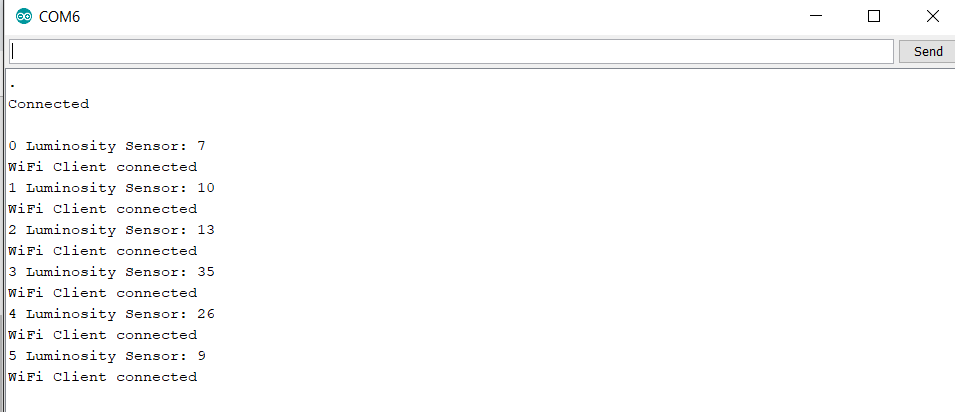 COM6
Send
.
Connected
0 Luminosity Sensor: 7
WiFi Client connected
1 Luminosity Sensor: 10
WiFi Client connected
2 Luminosity Sensor: 13
WiFi Client connected
3 Luminosity Sensor: 35
WiFi Client connected
4 Luminosity Sensor: 26
WiFi Client connected
5 Luminosity Sensor: 9
WiFi Client connected